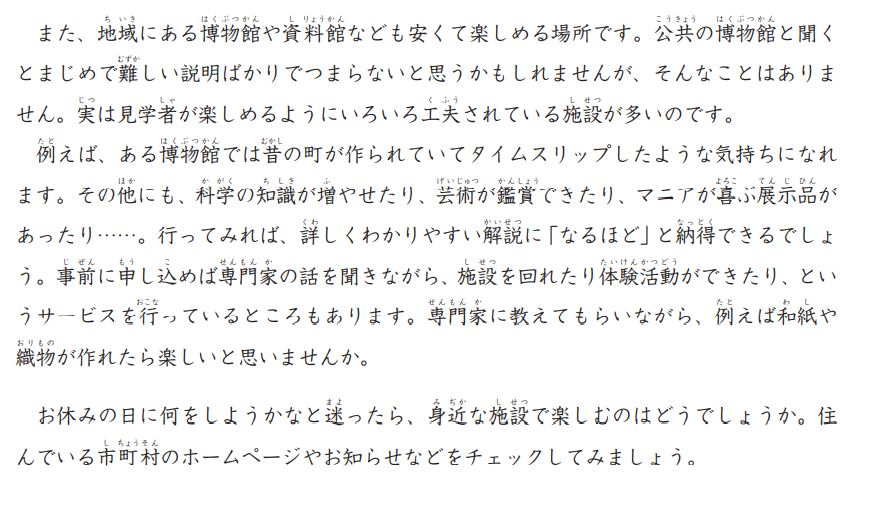 また、地域にある博物館や資料館なども安くて楽しめる場所です。公共の博物館と聞く
とまじめで難しい説明ばかりでつまらないと思うかもしれませんが、そんなことはありま
せん。実は見学者が楽しめるようにいろいろ工夫されている施設が多いのです。
例えば、ある博物館では昔の町が作られていてタイムスリップしたような気持ちになれ
ます。その他にも、科学の知識が増やせたり、芸術が鑑賞できたり、マニアが喜ぶ展示品が
あったり……。行ってみれば、詳しくわかりやすい解説に「なるほど」と納得できるでしょ
う。事前に申し込めば専門家の話を聞きながら、施設を回れたり体験活動ができたり、とい
うサービスを行っているところもあります。専門家に教えてもらいながら、例えば和紙や
織物が作れたら楽しいと思いませんか。
お休みの日に何をしようかなと迷ったら、身近な施設で楽しむのはどうでしょうか。住
んでいる市町村のホームページやお知らせなどをチェックしてみましょう。